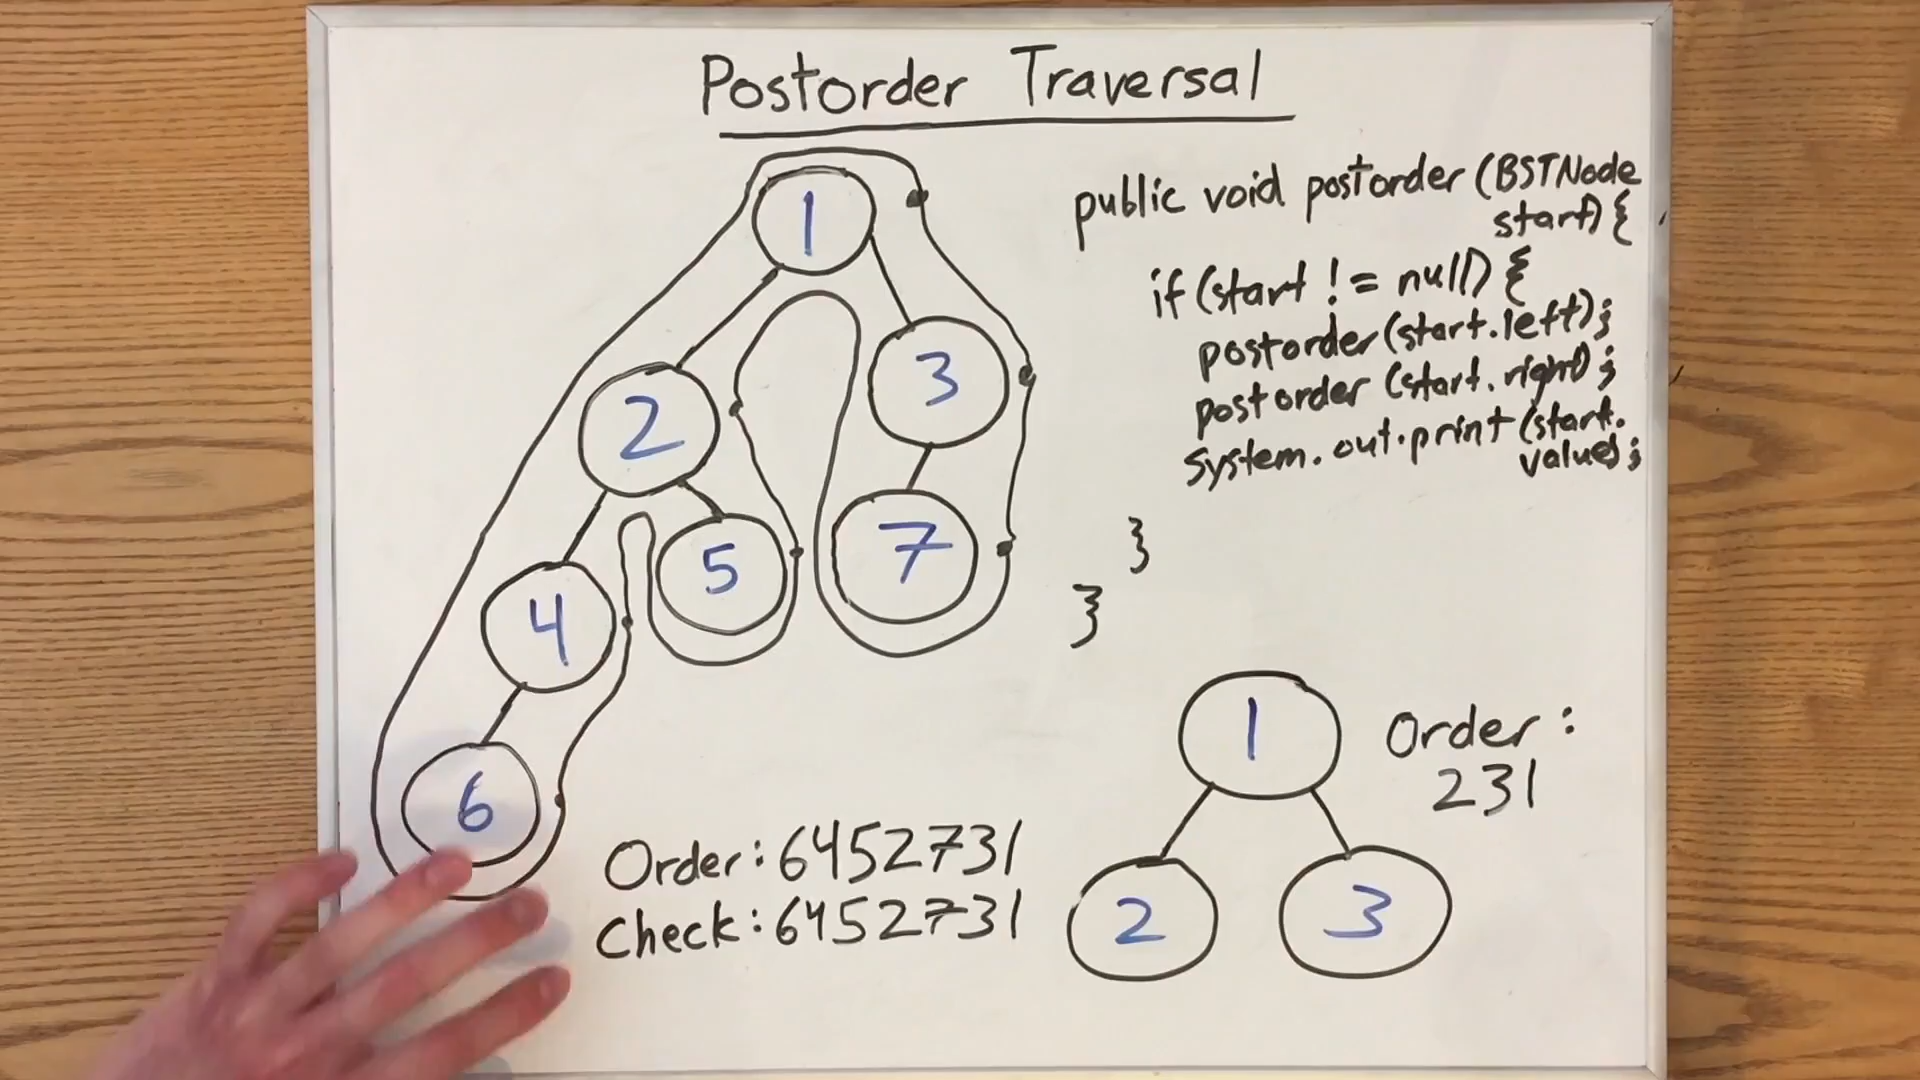 Postorder Traversal
public void postorder (BSTNode
start) {
if (start != null) {
postorder (start.left);
postorder (start.right);
system.out.print (start.
value);
}
}
1
2
3
4
5
7
6
Order: 6452731
Check: 6452731
1
2
3
Order:
231